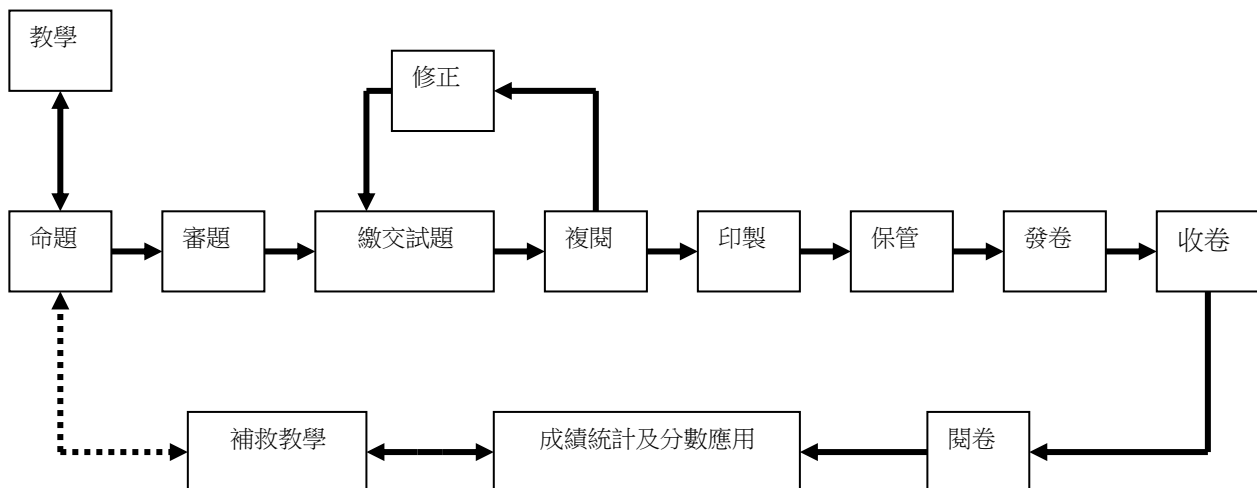 教學
修正
命題
審題
繳交試題
複閱
印製
保管
發卷
收卷
補救教學
成績統計及分數應用
閱卷